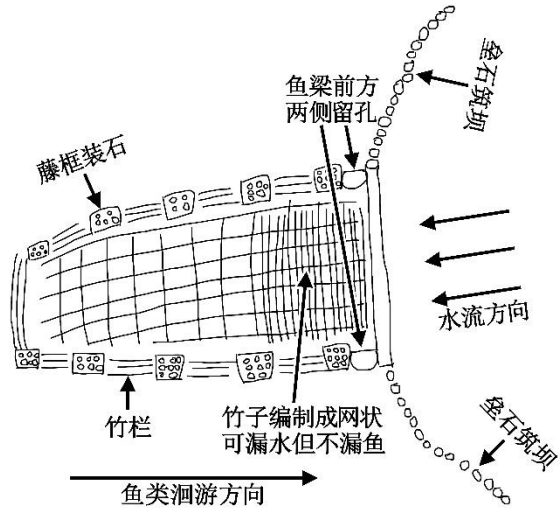 鱼梁前方
两侧留孔
垒石筑坝
藤框装石
水流方向
竹栏
竹子编制成网状
可漏水但不漏鱼
垒石筑坝
鱼类洄游方向